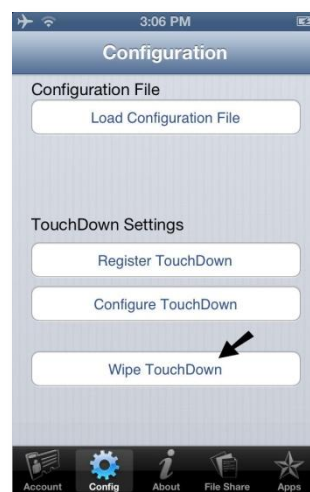 3:06 PM
Configuration
Configuration File
Load Configuration File
TouchDown Settings
Register TouchDown
Configure TouchDown
Wipe TouchDown
Account Config About File Share Apps